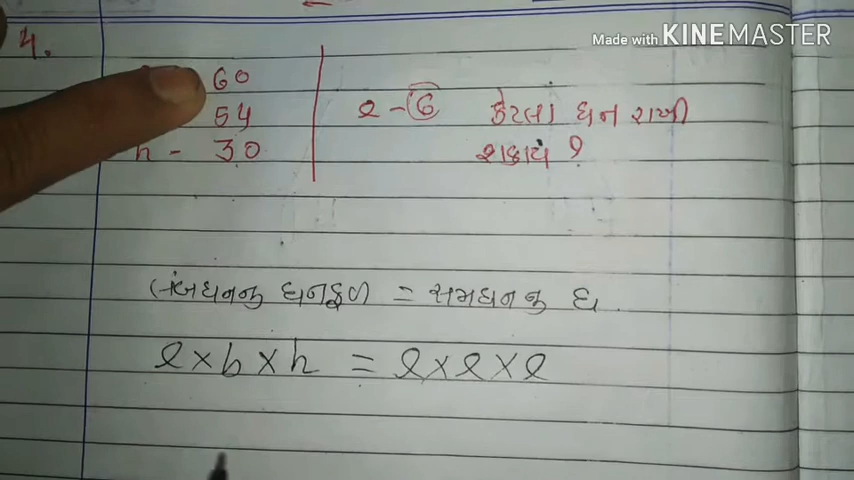 Made with KINEMASTER
4.
60
54
h - 30
l - 6 કેટલા ઘન રાખી
શકાય ?
લંબઘનનુ ઘનફળ = સમઘનનુ ઘ
l × b × h = l × l × l